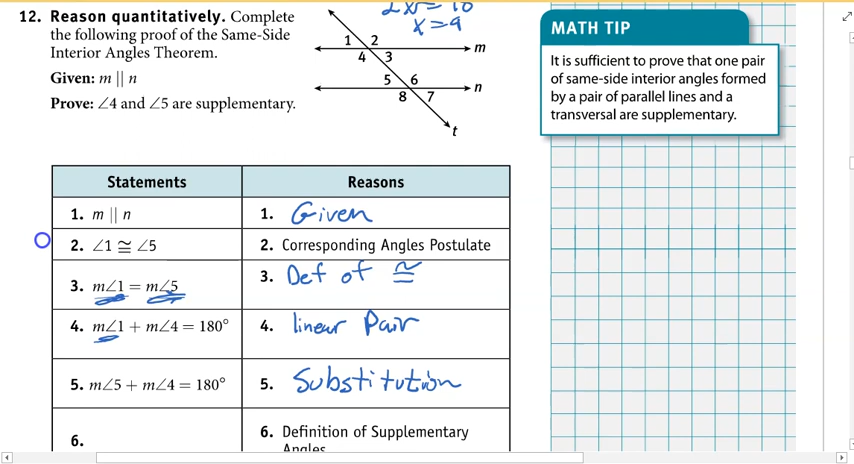 12. Reason quantitatively. Complete
the following proof of the Same-Side
Interior Angles Theorem.
Given: m || n
Prove: ∠4 and ∠5 are supplementary.
x = 9
1 2
4 3
m
5 6
8 7
n
t
MATH TIP
It is sufficient to prove that one pair
of same-side interior angles formed
by a pair of parallel lines and a
transversal are supplementary.
Statements Reasons
1. m || n 1. Given
2. ∠1 ≅ ∠5 2. Corresponding Angles Postulate
3. m∠1 = m∠5 3. Def of ≅
4. m∠1 + m∠4 = 180° 4. linear Pair
5. m∠5 + m∠4 = 180° 5. Substitution
6. 6. Definition of Supplementary
Angles